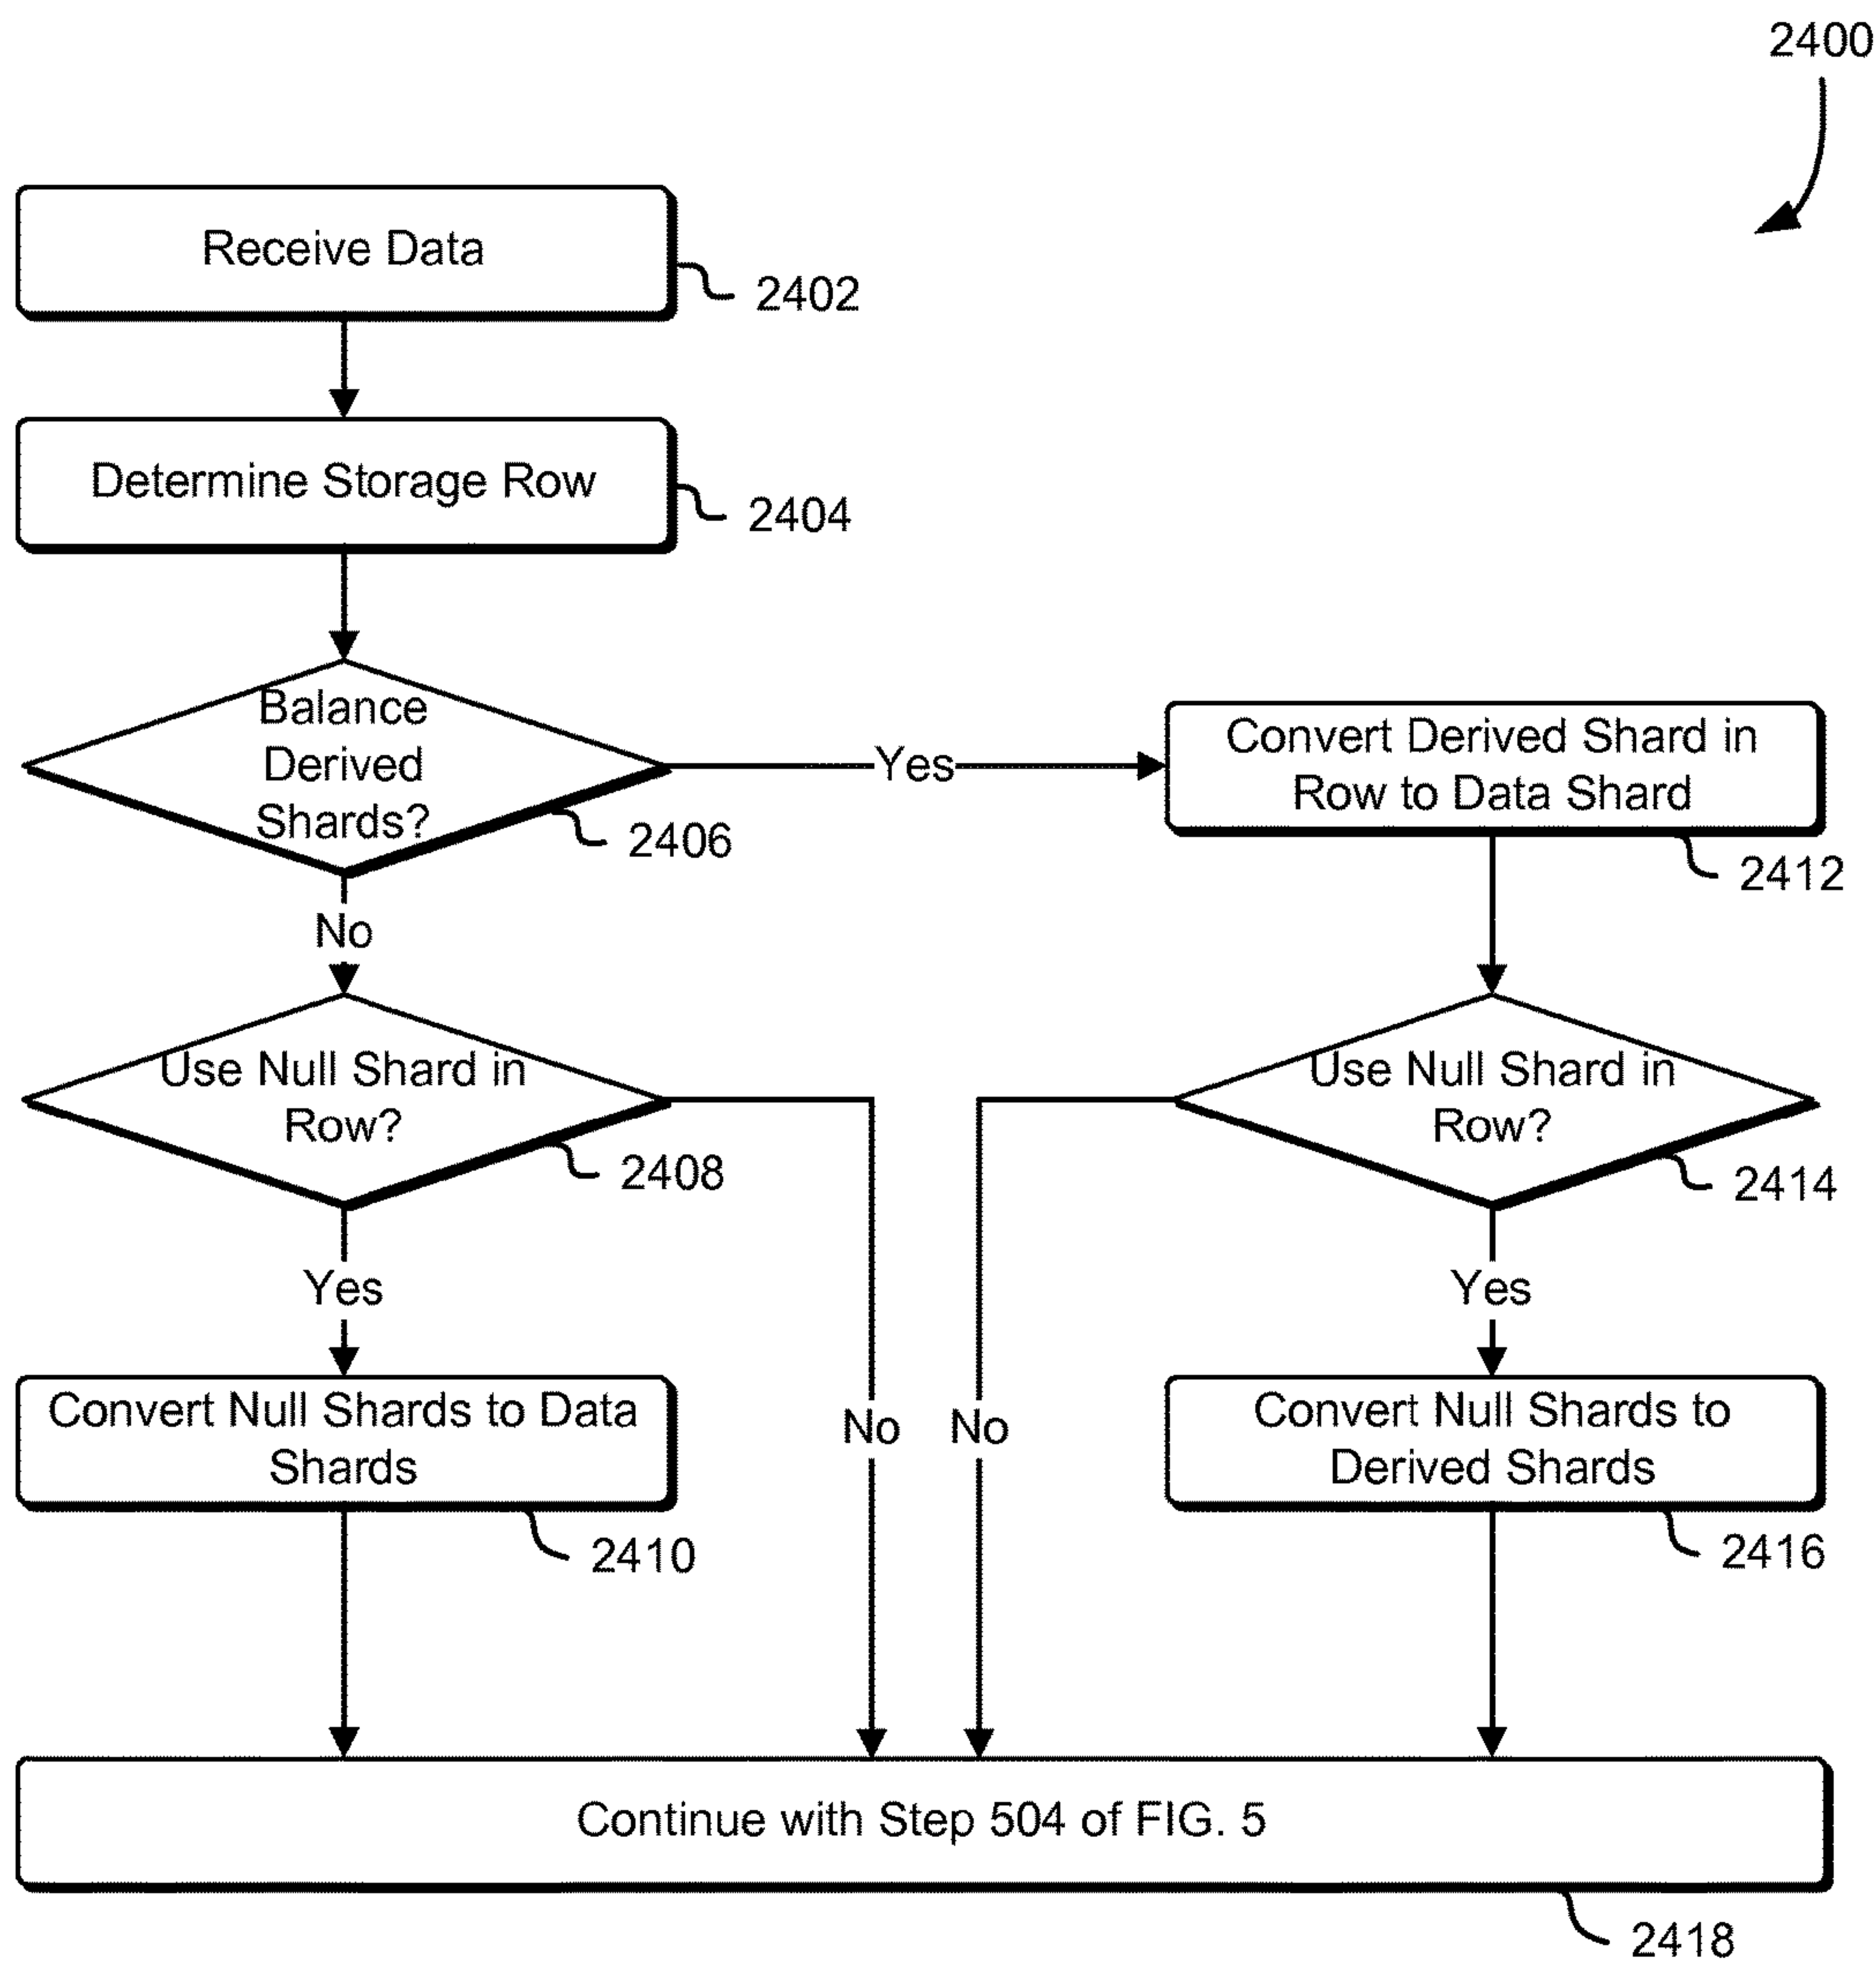 2400
Receive Data
2402
Determine Storage Row
2404
Balance
Derived
Shards?
2406
Yes
Convert Derived Shard in
Row to Data Shard
2412
No
Use Null Shard in
Row?
2408
Use Null Shard in
Row?
2414
Yes
Yes
Convert Null Shards to Data
Shards
2410
No
No
Convert Null Shards to
Derived Shards
2416
Continue with Step 504 of FIG. 5
2418